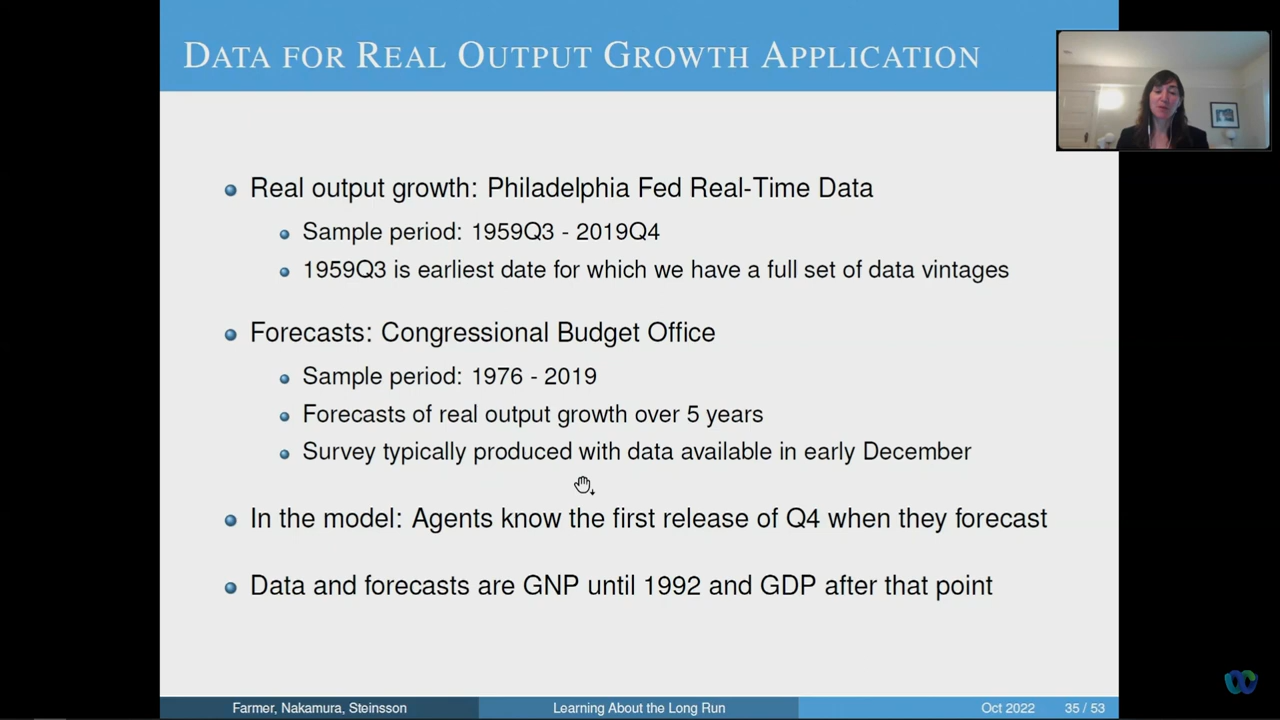 DATA FOR REAL OUTPUT GROWTH APPLICATION
Real output growth: Philadelphia Fed Real-Time Data
Sample period: 1959Q3 - 2019Q4
1959Q3 is earliest date for which we have a full set of data vintages
Forecasts: Congressional Budget Office
Sample period: 1976 - 2019
Forecasts of real output growth over 5 years
Survey typically produced with data available in early December
In the model: Agents know the first release of Q4 when they forecast
Data and forecasts are GNP until 1992 and GDP after that point
Farmer, Nakamura, Steinsson
Learning About the Long Run
Oct 2022
35 / 53